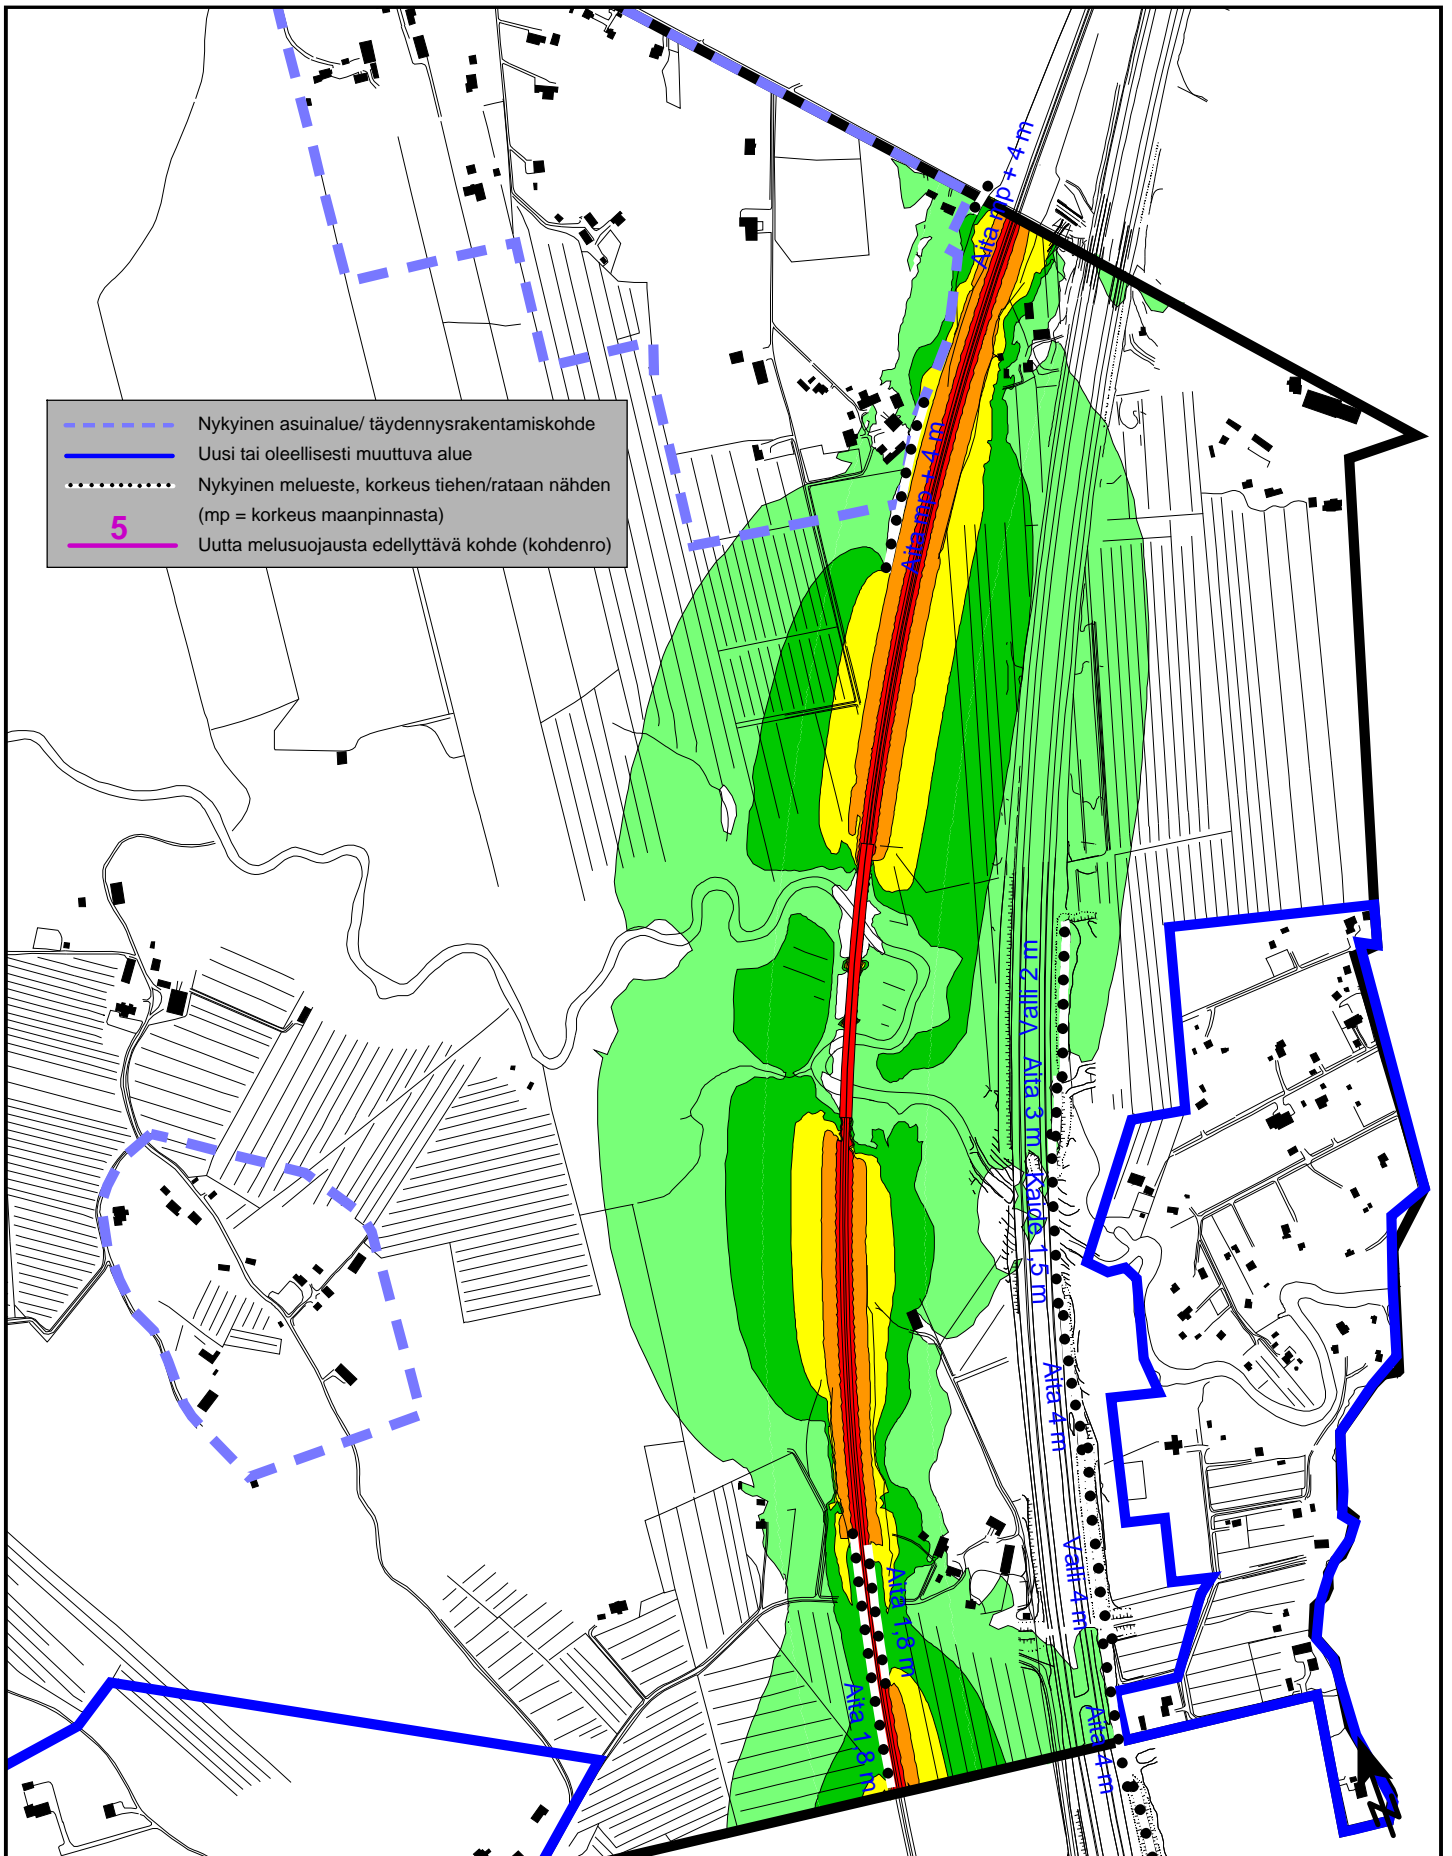 Aita mp + 4 m
Nykyinen asuinalue/ täydennysrakentamiskohde
Uusi tai oleellisesti muuttuva alue
Nykyinen melueste, korkeus tiehen/rataan nähden
(mp = korkeus maanpinnasta)
5
Uutta melusuojausta edellyttävä kohde (kohdenro)
Aita mp + 4 m
Valli 2 m
Aita 3 m
Kaide 1,5 m
Aita 4 m
Valli 4 m
Aita 1,8 m
Aita 1,8 m
Aita 4 m
N